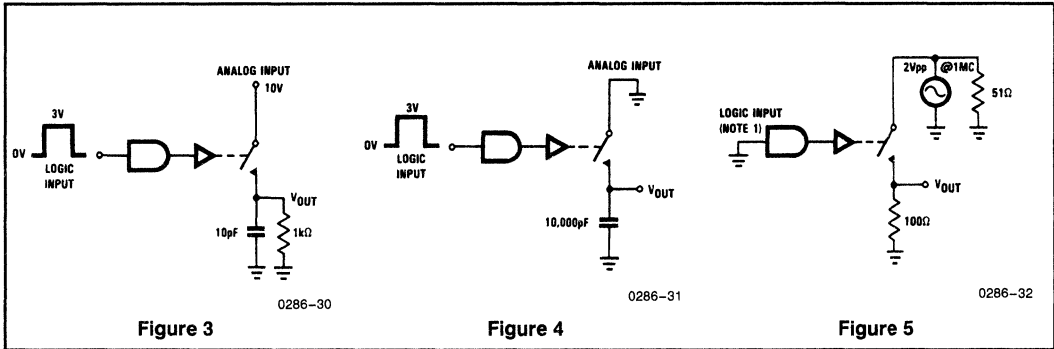 ANALOG INPUT
10V
3V
0V
LOGIC
INPUT
VOUT
10pF
1kΩ
0286–30
Figure 3
ANALOG INPUT
3V
0V
LOGIC
INPUT
VOUT
10,000pF
0286–31
Figure 4
2Vpp @1MC
51Ω
LOGIC INPUT
(NOTE 1)
VOUT
100Ω
0286–32
Figure 5